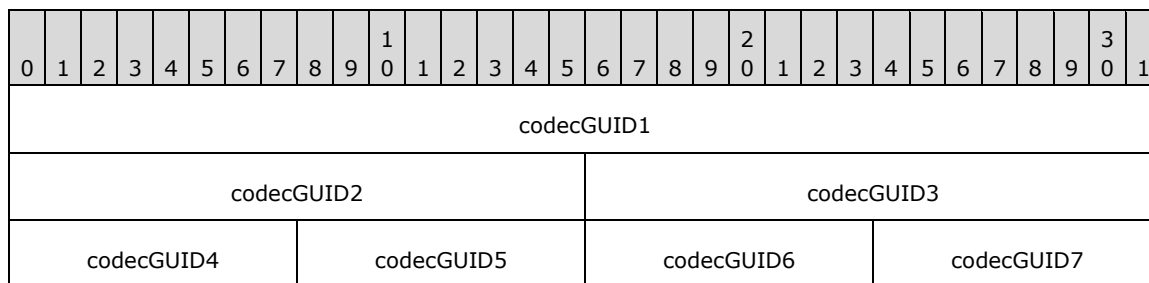 1 2 3
0 1 2 3 4 5 6 7 8 9 0 1 2 3 4 5 6 7 8 9 0 1 2 3 4 5 6 7 8 9 0 1
codecGUID1
codecGUID2 codecGUID3
codecGUID4 codecGUID5 codecGUID6 codecGUID7